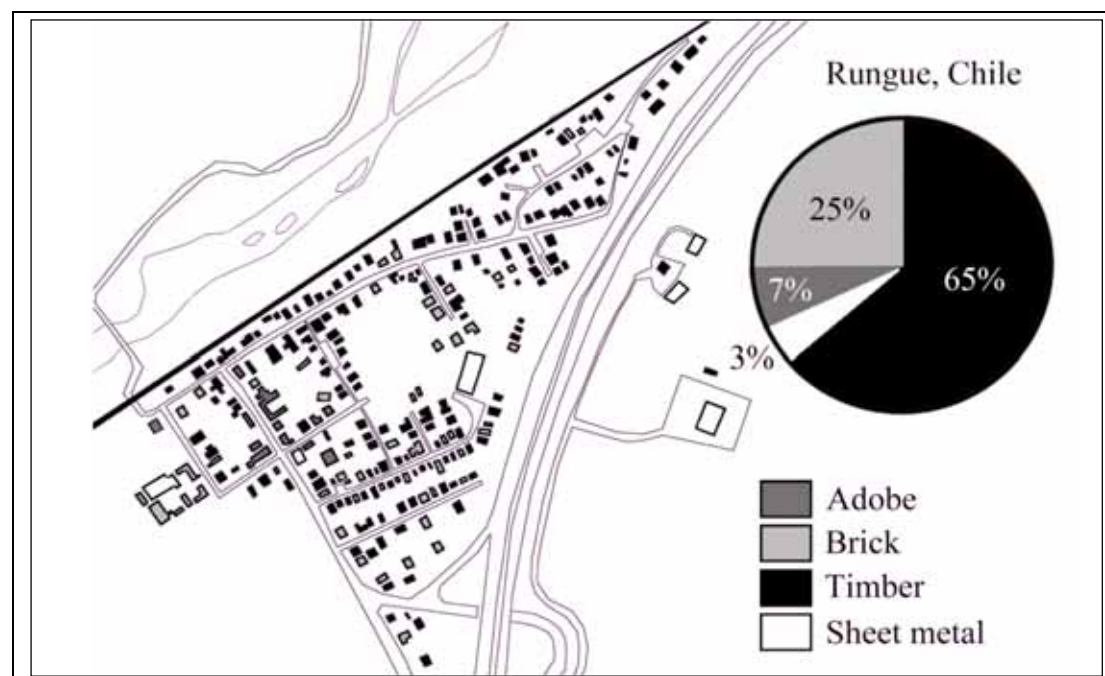 Rungue, Chile
25%
7%
65%
3%
Adobe
Brick
Timber
Sheet metal